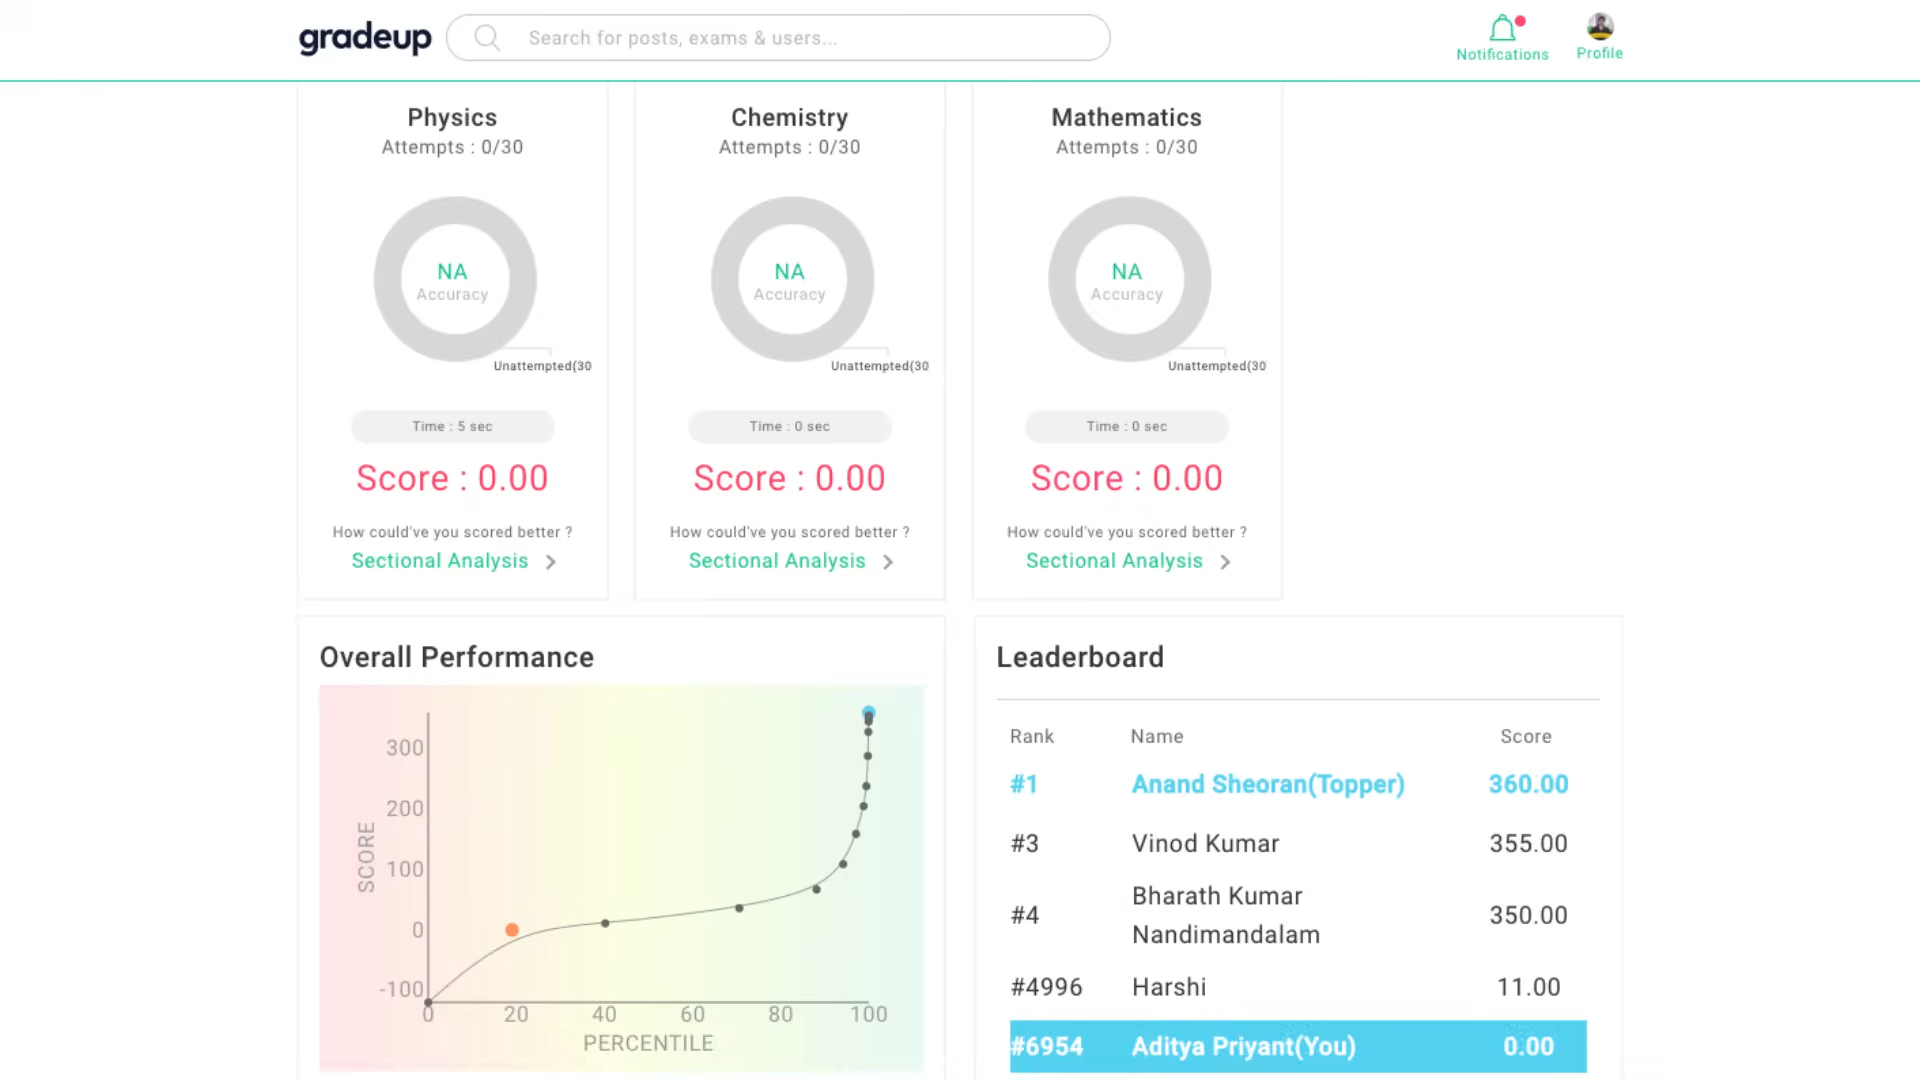 gradeup
Search for posts, exams & users...
Notifications
Profile
Physics
Attempts : 0/30
NA
Accuracy
Unattempted(30
Time : 5 sec
Score : 0.00
How could've you scored better ?
Sectional Analysis
Chemistry
Attempts : 0/30
NA
Accuracy
Unattempted(30
Time : 0 sec
Score : 0.00
How could've you scored better ?
Sectional Analysis
Mathematics
Attempts : 0/30
NA
Accuracy
Unattempted(30
Time : 0 sec
Score : 0.00
How could've you scored better ?
Sectional Analysis
Overall Performance
300
200
100
0
-100
SCORE
0 20 40 60 80 100
PERCENTILE
Leaderboard
Rank Name Score
#1 Anand Sheoran(Topper) 360.00
#3 Vinod Kumar 355.00
#4 Bharath Kumar Nandimandalam 350.00
#4996 Harshi 11.00
#6954 Aditya Priyant(You) 0.00